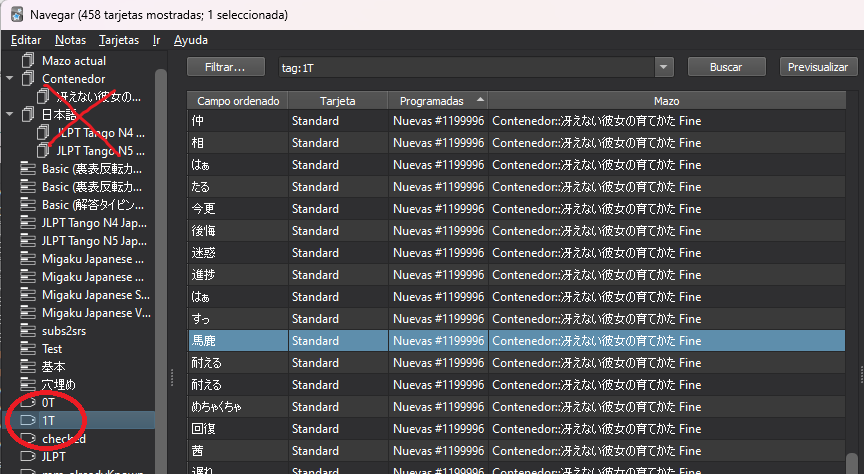 Navegar (458 tarjetas mostradas; 1 seleccionada)
Editar Notas Tarjetas Ir Ayuda
Mazo actual
Contenedor
冴えない彼女の...
日本語
JLPT Tango N4 ...
JLPT Tango N5 ...
Basic (裏表反転カ...
Basic (裏表反転カ...
Basic (解答タイピン...
JLPT Tango N4 Jap...
JLPT Tango N5 Jap...
Migaku Japanese ...
Migaku Japanese ...
Migaku Japanese S...
Migaku Japanese V...
subs2srs
Test
基本
穴埋め
0T
1T
checked
JLPT
Filtrar... tag:1T Buscar Previsualizar
Campo ordenado Tarjeta Programadas Mazo
仲 Standard Nuevas #1199996 Contenedor::冴えない彼女の育てかた Fine
相 Standard Nuevas #1199996 Contenedor::冴えない彼女の育てかた Fine
はぁ Standard Nuevas #1199996 Contenedor::冴えない彼女の育てかた Fine
たる Standard Nuevas #1199996 Contenedor::冴えない彼女の育てかた Fine
今更 Standard Nuevas #1199996 Contenedor::冴えない彼女の育てかた Fine
後悔 Standard Nuevas #1199996 Contenedor::冴えない彼女の育てかた Fine
迷惑 Standard Nuevas #1199996 Contenedor::冴えない彼女の育てかた Fine
進捗 Standard Nuevas #1199996 Contenedor::冴えない彼女の育てかた Fine
はぁ Standard Nuevas #1199996 Contenedor::冴えない彼女の育てかた Fine
すっ Standard Nuevas #1199996 Contenedor::冴えない彼女の育てかた Fine
馬鹿 Standard Nuevas #1199996 Contenedor::冴えない彼女の育てかた Fine
耐える Standard Nuevas #1199996 Contenedor::冴えない彼女の育てかた Fine
耐える Standard Nuevas #1199996 Contenedor::冴えない彼女の育てかた Fine
めちゃくちゃ Standard Nuevas #1199996 Contenedor::冴えない彼女の育てかた Fine
回復 Standard Nuevas #1199996 Contenedor::冴えない彼女の育てかた Fine
茜 Standard Nuevas #1199996 Contenedor::冴えない彼女の育てかた Fine
遅れ Standard Nuevas #1199996 Contenedor::冴えない彼女の育てかた Fine